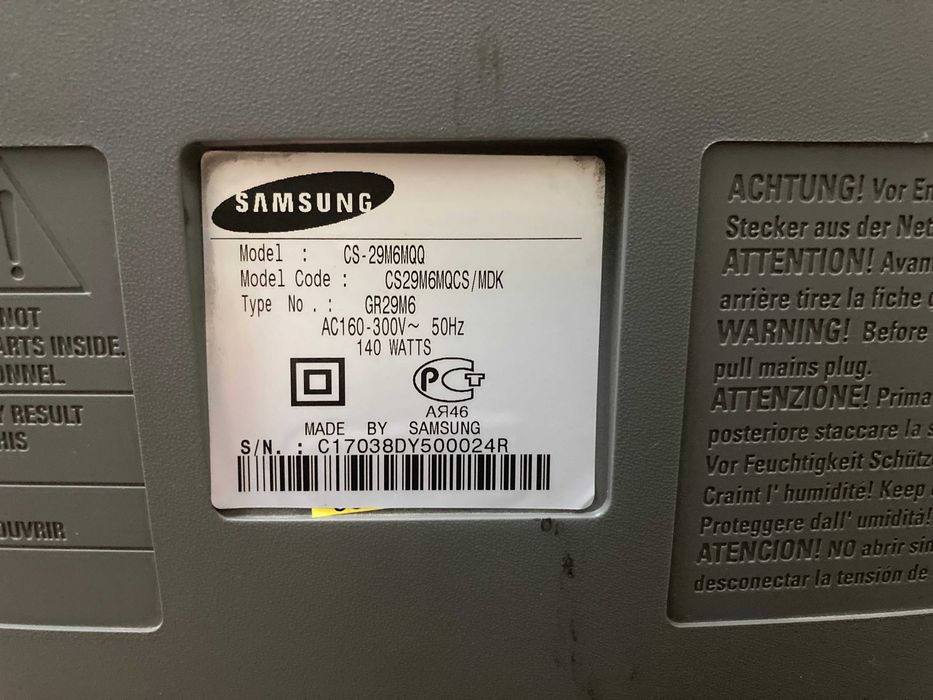 NOT
ARTS INSIDE.
ONNEL.
Y RESULT
HIS
OUVRIR
SAMSUNG
Model : CS-29M6MQQ
Model Code : CS29M6MQCS/MDK
Type No . : GR29M6
AC160-300V~ 50Hz
140 WATTS
РСТ
АЯ46
MADE BY SAMSUNG
S/N. : C17038DY500024R
ACHTUNG! Vor En
Stecker aus der Net
ATTENTION! Avan
arrière tirez la fiche
WARNING! Before
pull mains plug.
ATTENZIONE! Prima
posteriore staccare la s
Vor Feuchtigkeit Schütz
Craint l' humidité! Keep
Proteggere dall' umidità!
ATENCION! NO abrir sin
desconectar la tensión de